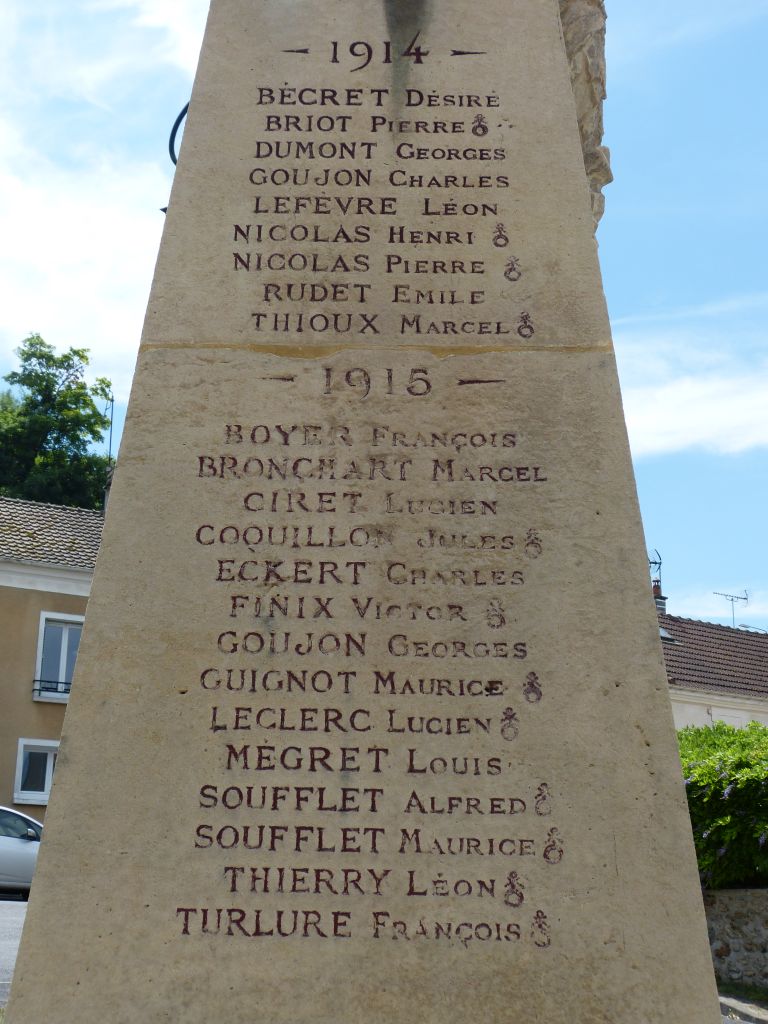 1914
BÉCRET DÉSIRÉ
BRIOT PIERRE
DUMONT GEORGES
GOUJON CHARLES
LEFÈVRE LÉON
NICOLAS HENRI
NICOLAS PIERRE
RUDET EMILE
THIOUX MARCEL
1915
BOYER FRANÇOIS
BRONCHART MARCEL
CIRET LUCIEN
COQUILLON JULES
ECKERT CHARLES
FINIX VICTOR
GOUJON GEORGES
GUIGNOT MAURICE
LECLERC LUCIEN
MÉGRET LOUIS
SOUFFLET ALFRED
SOUFFLET MAURICE
THIERRY LÉON
TURLURE FRANÇOIS